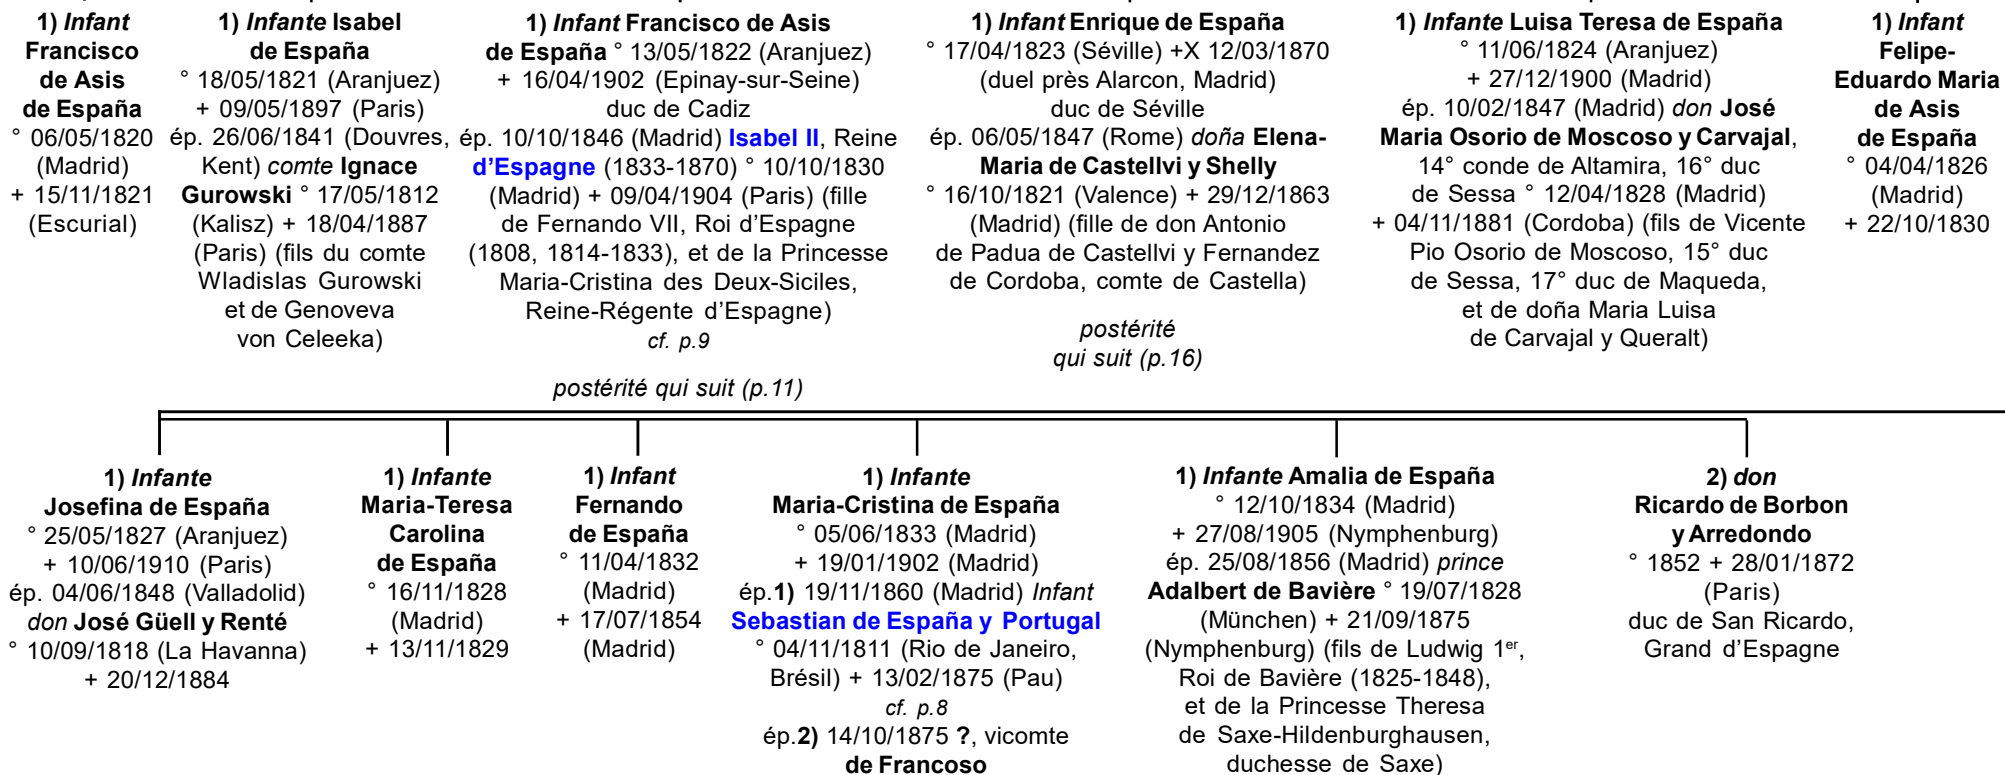 1) Infant
Francisco
de Asis
de España
° 06/05/1820
(Madrid)
+ 15/11/1821
(Escurial)
1) Infante Isabel
de España
° 18/05/1821 (Aranjuez)
+ 09/05/1897 (Paris)
ép. 26/06/1841 (Douvres,
Kent) comte Ignace
Gurowski ° 17/05/1812
(Kalisz) + 18/04/1887
(Paris) (fils du comte
Wladislas Gurowski
et de Genoveva
von Celeeka)
1) Infant Francisco de Asis
de España ° 13/05/1822 (Aranjuez)
+ 16/04/1902 (Epinay-sur-Seine)
duc de Cadiz
ép. 10/10/1846 (Madrid) Isabel II, Reine
d’Espagne (1833-1870) ° 10/10/1830
(Madrid) + 09/04/1904 (Paris) (fille
de Fernando VII, Roi d’Espagne
(1808, 1814-1833), et de la Princesse
Maria-Cristina des Deux-Siciles,
Reine-Régente d’Espagne)
cf. p.9
postérité qui suit (p.11)
1) Infant Enrique de España
° 17/04/1823 (Séville) +X 12/03/1870
(duel près Alarcon, Madrid)
duc de Séville
ép. 06/05/1847 (Rome) doña Elena-
Maria de Castellvi y Shelly
° 16/10/1821 (Valence) + 29/12/1863
(Madrid) (fille de don Antonio
de Padua de Castellvi y Fernandez
de Cordoba, comte de Castella)
postérité
qui suit (p.16)
1) Infante Luisa Teresa de España
° 11/06/1824 (Aranjuez)
+ 27/12/1900 (Madrid)
ép. 10/02/1847 (Madrid) don José
Maria Osorio de Moscoso y Carvajal,
14° conde de Altamira, 16° duc
de Sessa ° 12/04/1828 (Madrid)
+ 04/11/1881 (Cordoba) (fils de Vicente
Pio Osorio de Moscoso, 15° duc
de Sessa, 17° duc de Maqueda,
et de doña Maria Luisa
de Carvajal y Queralt)
1) Infant
Felipe-
Eduardo Maria
de Asis
de España
° 04/04/1826
(Madrid)
+ 22/10/1830
1) Infante
Josefina de España
° 25/05/1827 (Aranjuez)
+ 10/06/1910 (Paris)
ép. 04/06/1848 (Valladolid)
don José Güell y Renté
° 10/09/1818 (La Havanna)
+ 20/12/1884
1) Infante
Maria-Teresa
Carolina
de España
° 16/11/1828
(Madrid)
+ 13/11/1829
1) Infant
Fernando
de España
° 11/04/1832
(Madrid)
+ 17/07/1854
(Madrid)
1) Infante
Maria-Cristina de España
° 05/06/1833 (Madrid)
+ 19/01/1902 (Madrid)
ép.1) 19/11/1860 (Madrid) Infant
Sebastian de España y Portugal
° 04/11/1811 (Rio de Janeiro,
Brésil) + 13/02/1875 (Pau)
cf. p.8
ép.2) 14/10/1875 ?, vicomte
de Francoso
1) Infante Amalia de España
° 12/10/1834 (Madrid)
+ 27/08/1905 (Nymphenburg)
ép. 25/08/1856 (Madrid) prince
Adalbert de Bavière ° 19/07/1828
(München) + 21/09/1875
(Nymphenburg) (fils de Ludwig 1er,
Roi de Bavière (1825-1848),
et de la Princesse Theresa
de Saxe-Hildenburghausen,
duchesse de Saxe)
2) don
Ricardo de Borbon
y Arredondo
° 1852 + 28/01/1872
(Paris)
duc de San Ricardo,
Grand d’Espagne